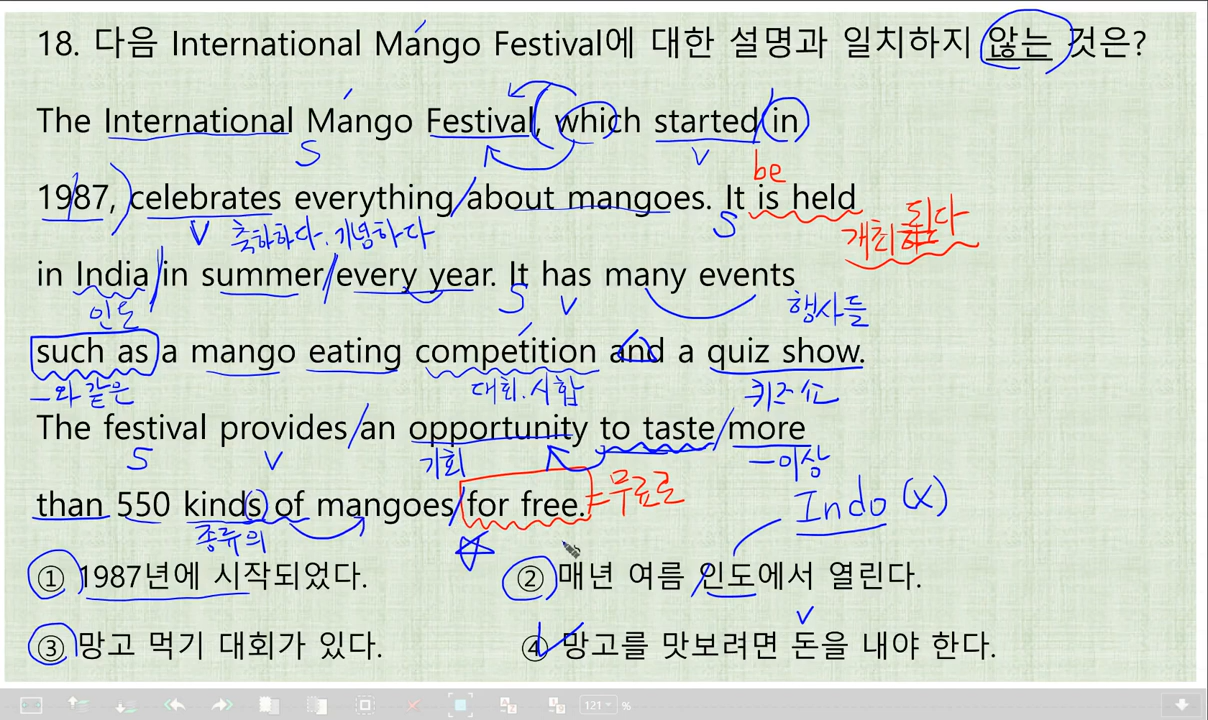 18. 다음 International Mango Festival에 대한 설명과 일치하지 않는 것은?
The International Mango Festival, which started in
S V be
1987, celebrates everything about mangoes. It is held
V 축하하다. 기념하다 S 개최하다 되다
in India in summer every year. It has many events
인도 S V 행사들
such as a mango eating competition and a quiz show.
~와 같은 대회.시합 퀴즈쇼
The festival provides an opportunity to taste more
S V 기회 ~이상
than 550 kinds of mangoes for free. = 무료로
종류의 Indo (x)
① 1987년에 시작되었다. ② 매년 여름 인도에서 열린다.
V
③ 망고 먹기 대회가 있다. ④ 망고를 맛보려면 돈을 내야 한다.
121 %